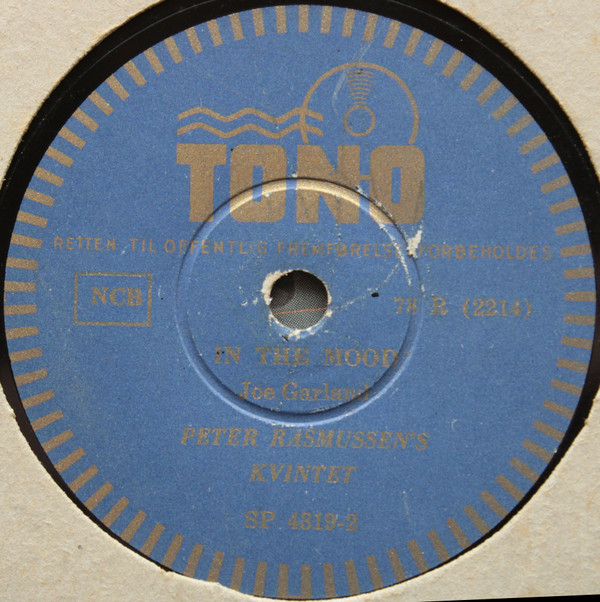 TONO
RETTEN TIL OFFENTLIG FREMFØRELSE FORBEHOLDES
NCB
78 R (2214)
IN THE MOOD
Joe Garland
PETER RASMUSSEN'S
KVINTET
SP 4319-2